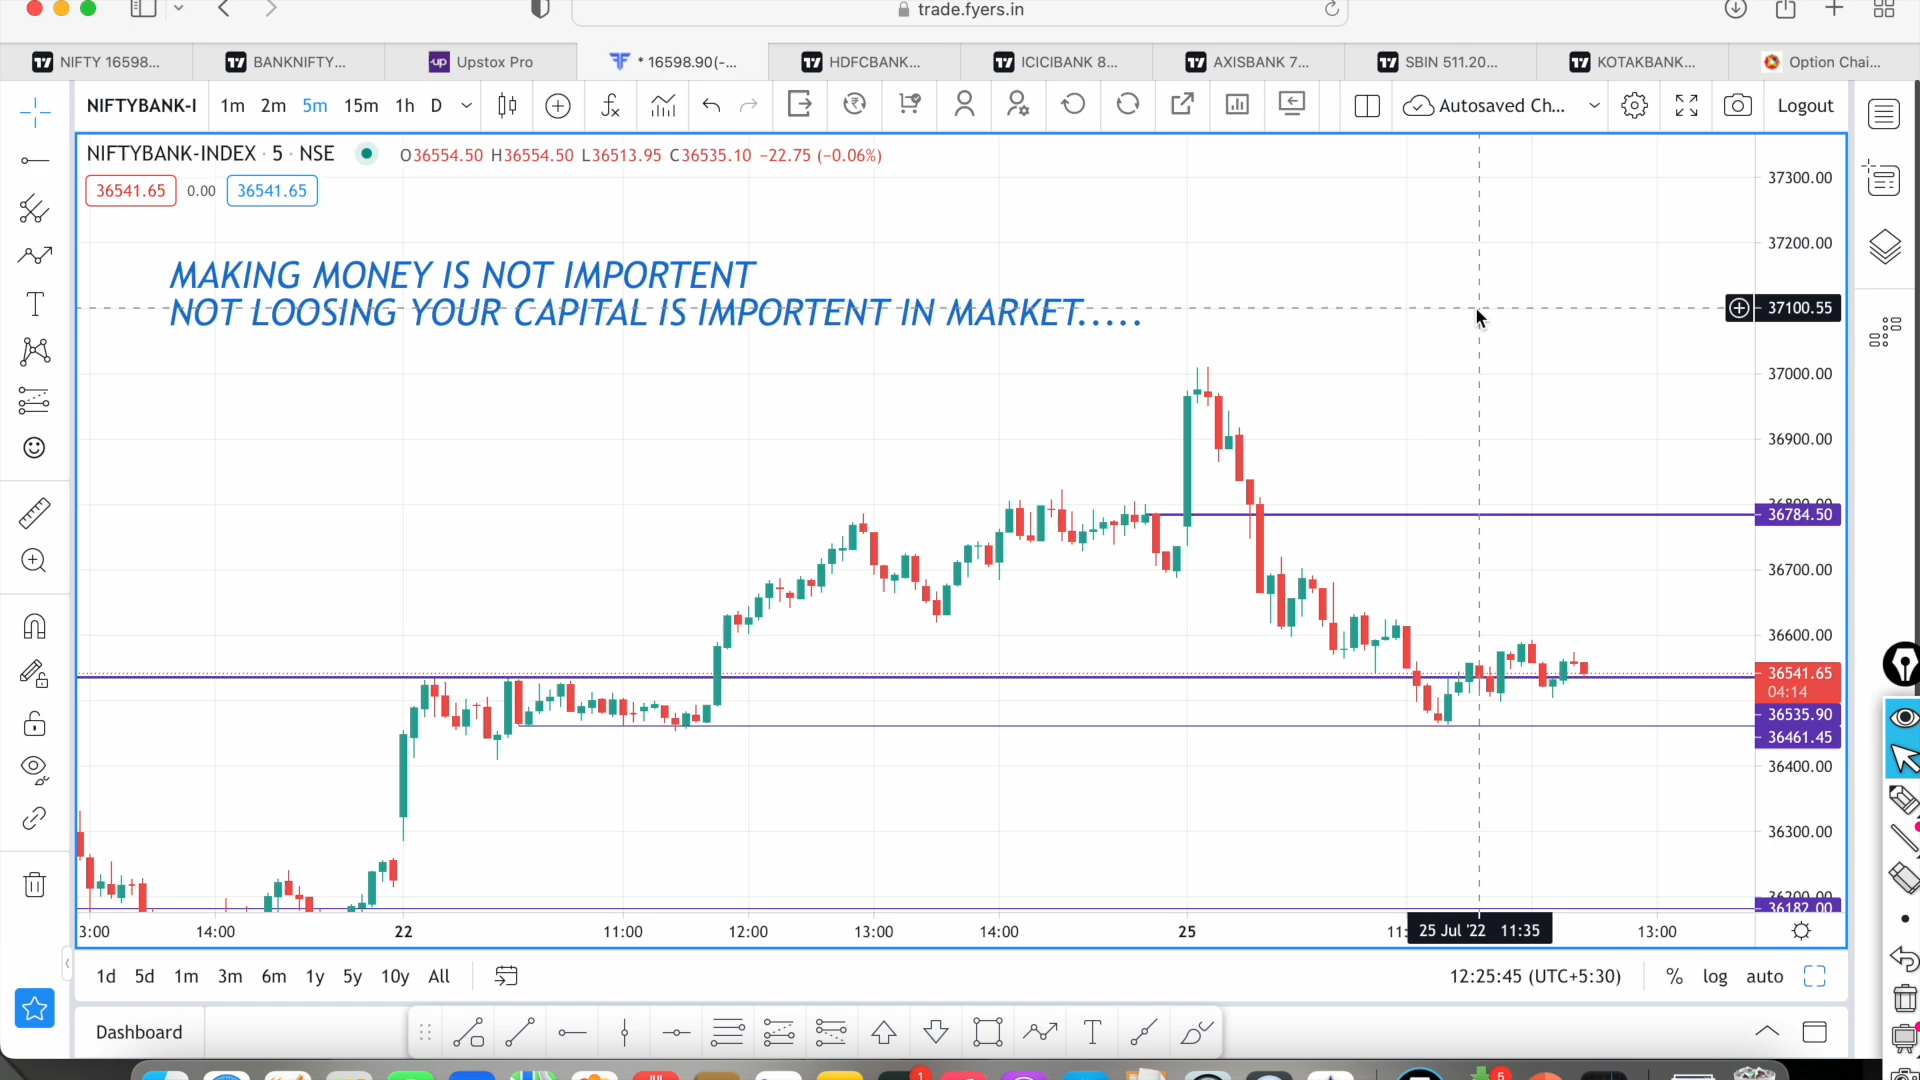 trade.fyers.in
NIFTY 16598... BANKNIFTY... Upstox Pro * 16598.90(-... HDFCBANK... ICICIBANK 8... AXISBANK 7... SBIN 511.20... KOTAKBANK... Option Chai...
NIFTYBANK-I 1m 2m 5m 15m 1h D Autosaved Ch... Logout
NIFTYBANK-INDEX · 5 · NSE O36554.50 H36554.50 L36513.95 C36535.10 −22.75 (−0.06%)
36541.65 0.00 36541.65
37300.00
37200.00
MAKING MONEY IS NOT IMPORTENT
NOT LOOSING YOUR CAPITAL IS IMPORTENT IN MARKET.....
37100.55
37000.00
36900.00
36800.00
36784.50
36700.00
36600.00
36541.65
04:14
36535.90
36461.45
36400.00
36300.00
36200.00
36182.00
3:00 14:00 22 11:00 12:00 13:00 14:00 25 11: 25 Jul '22 11:35 13:00
1d 5d 1m 3m 6m 1y 5y 10y All 12:25:45 (UTC+5:30) % log auto
Dashboard
1 5